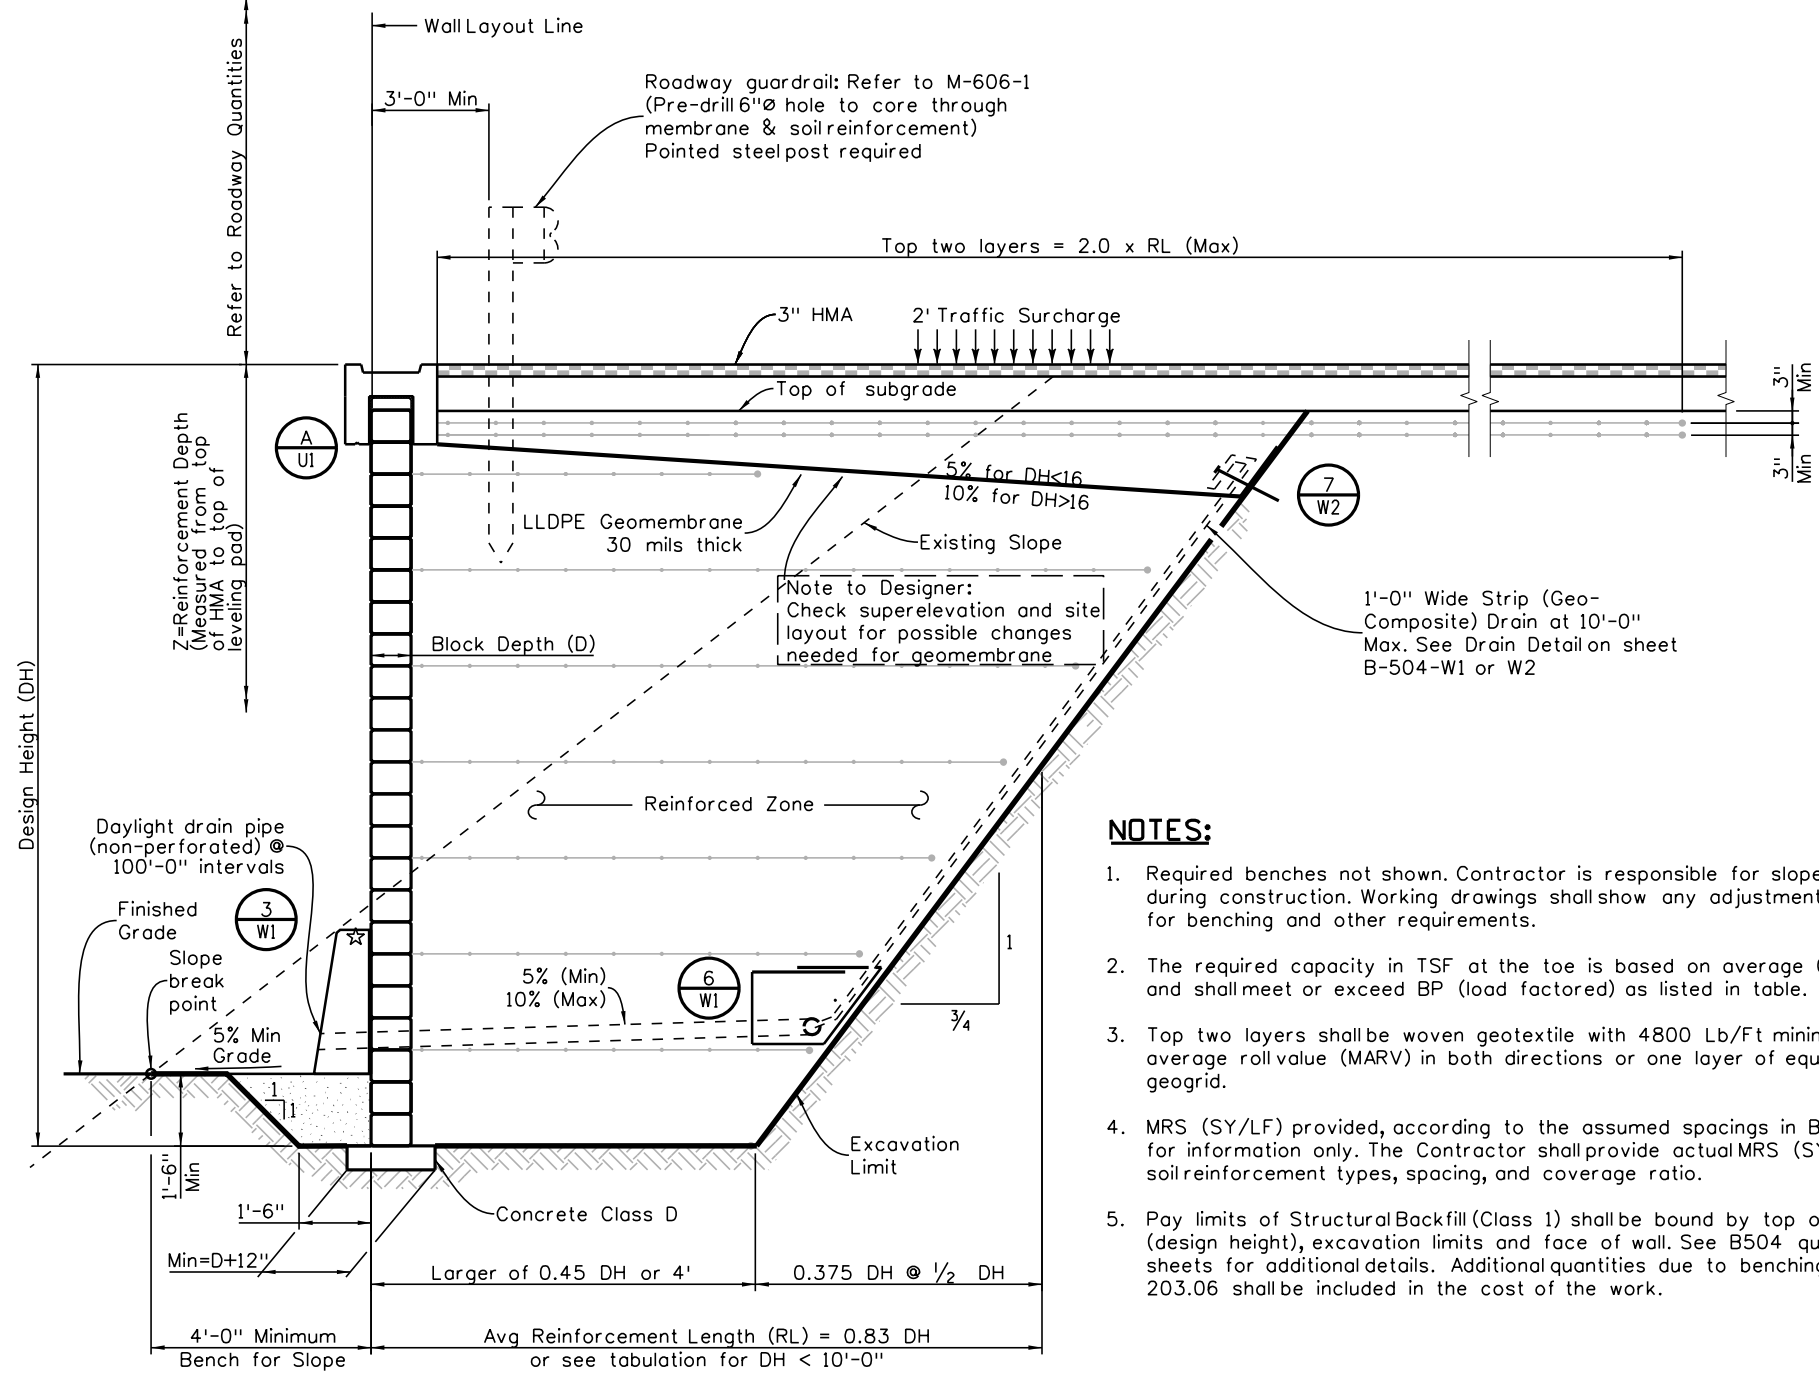 Wall Layout Line
Refer to Roadway Quantities
3'-0" Min
Roadway guardrail: Refer to M-606-1
(Pre-drill 6"Ø hole to core through
membrane & soil reinforcement)
Pointed steel post required
Top two layers = 2.0 x RL (Max)
3" HMA
2' Traffic Surcharge
Top of subgrade
3"
Min
3"
Min
A
U1
Z=Reinforcement Depth
(Measured from top
of HMA to top of
leveling pad)
5% for DH<16
10% for DH>16
7
W2
LLDPE Geomembrane
30 mils thick
Existing Slope
Note to Designer:
Check superelevation and site
layout for possible changes
needed for geomembrane
1'-0" Wide Strip (Geo-
Composite) Drain at 10'-0"
Max. See Drain Detail on sheet
B-504-W1 or W2
Block Depth (D)
Design Height (DH)
Reinforced Zone
Daylight drain pipe
(non-perforated) @
100'-0" intervals
Finished
Grade
3
W1
Slope
break
point
5% Min
Grade
5% (Min)
10% (Max)
6
W1
1
3/4
1
1
1'-6"
Min
1'-6"
Min=D+12"
Excavation
Limit
Concrete Class D
Larger of 0.45 DH or 4'
0.375 DH @ 1/2 DH
4'-0" Minimum
Bench for Slope
Avg Reinforcement Length (RL) = 0.83 DH
or see tabulation for DH < 10'-0"
NOTES:
1. Required benches not shown. Contractor is responsible for slope
during construction. Working drawings shall show any adjustment
for benching and other requirements.
2. The required capacity in TSF at the toe is based on average
and shall meet or exceed BP (load factored) as listed in table.
3. Top two layers shall be woven geotextile with 4800 Lb/Ft
average roll value (MARV) in both directions or one layer of
geogrid.
4. MRS (SY/LF) provided, according to the assumed spacings in
for information only. The Contractor shall provide actual MRS
soil reinforcement types, spacing, and coverage ratio.
5. Pay limits of Structural Backfill (Class 1) shall be bound by top
(design height), excavation limits and face of wall. See B504
sheets for additional details. Additional quantities due to
203.06 shall be included in the cost of the work.